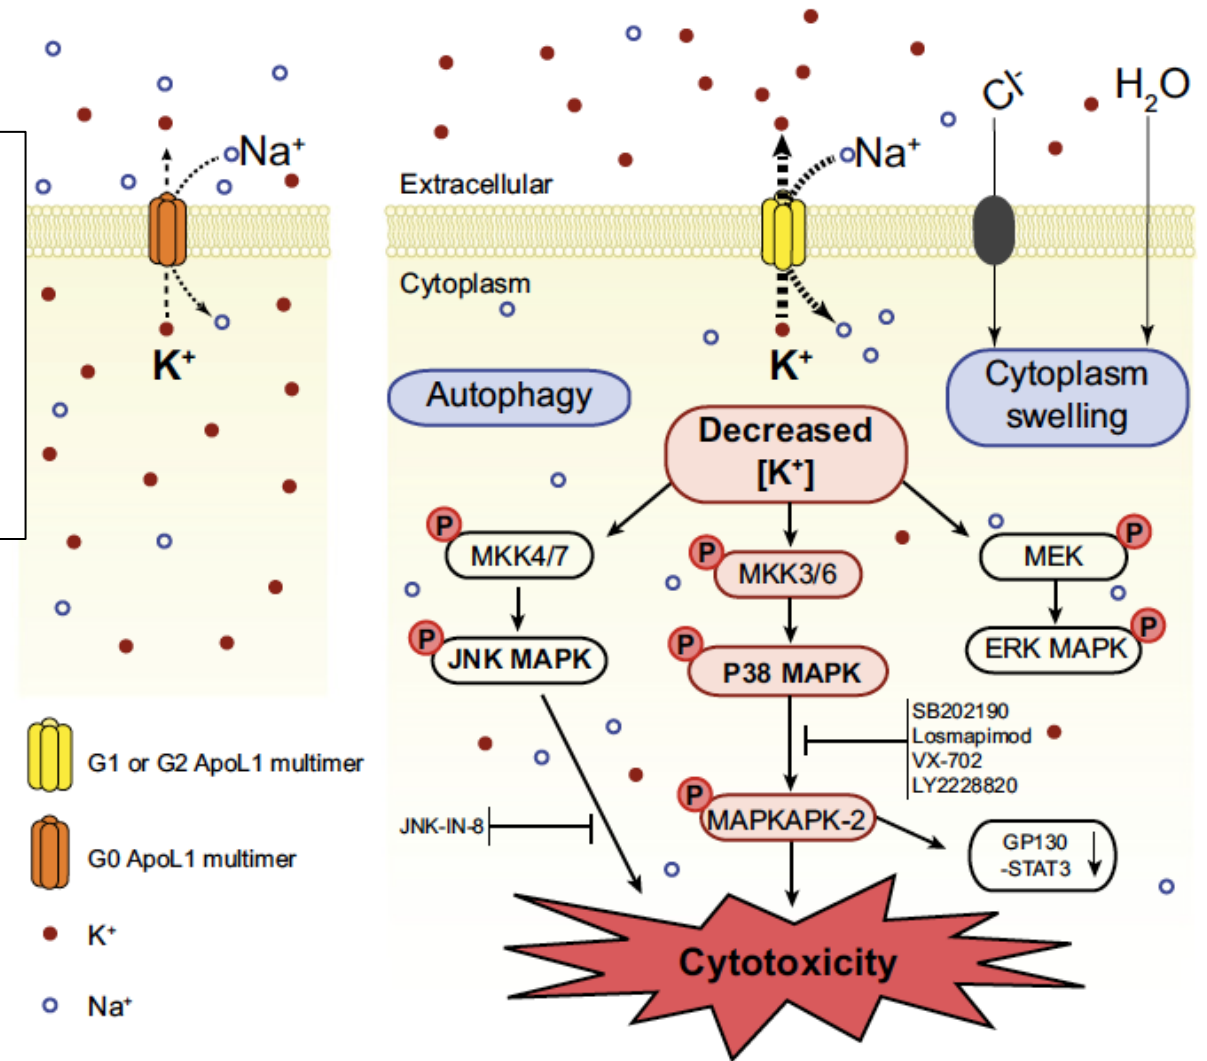 Na⁺
K⁺
Extracellular
Cytoplasm
Na⁺
K⁺
Cl⁻
H₂O
Autophagy
Cytoplasm
swelling
Decreased
[K⁺]
P
MKK4/7
P
JNK MAPK
P
MKK3/6
P
P38 MAPK
P
MEK
P
ERK MAPK
SB202190
Losmapimod
VX-702
LY2228820
JNK-IN-8
P
MAPKAPK-2
GP130
-STAT3
Cytotoxicity
G1 or G2 ApoL1 multimer
G0 ApoL1 multimer
K⁺
Na⁺